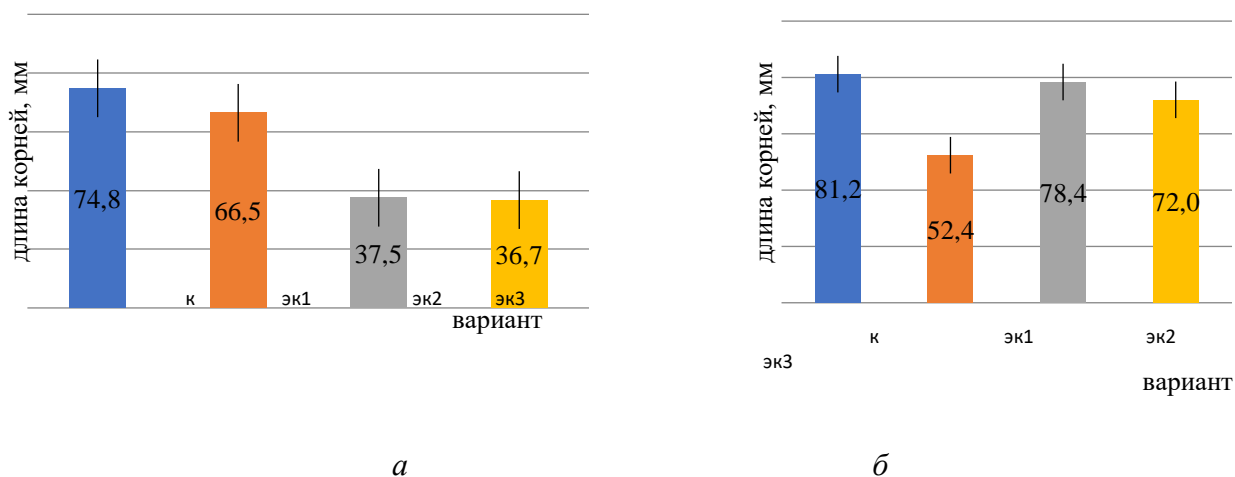 длина корней, мм
74,8
66,5
37,5
36,7
к эк1 эк2 эк3
вариант
а
длина корней, мм
81,2
52,4
78,4
72,0
к эк1 эк2
эк3
вариант
б